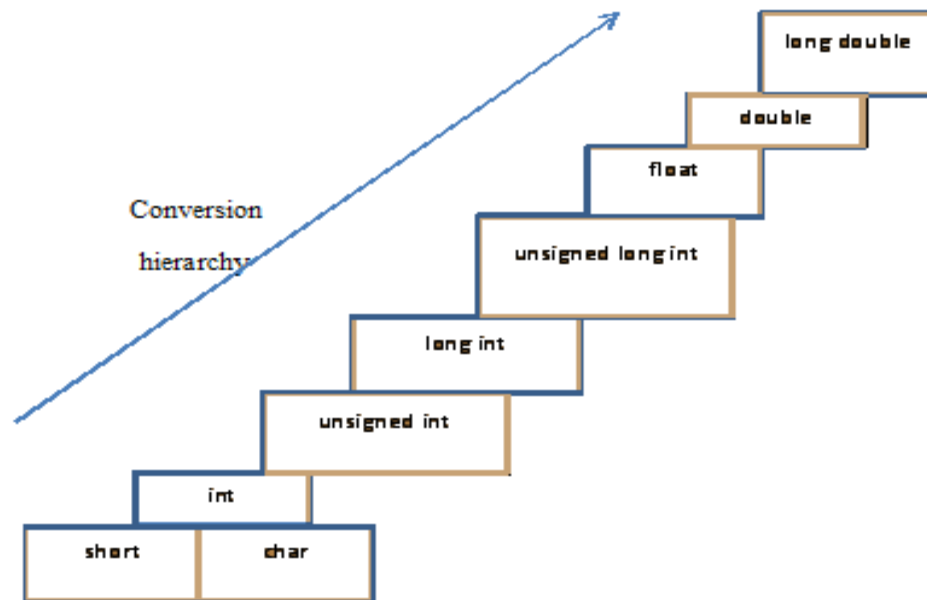 long double
double
float
Conversion
hierarchy
unsigned long int
long int
unsigned int
int
short
char